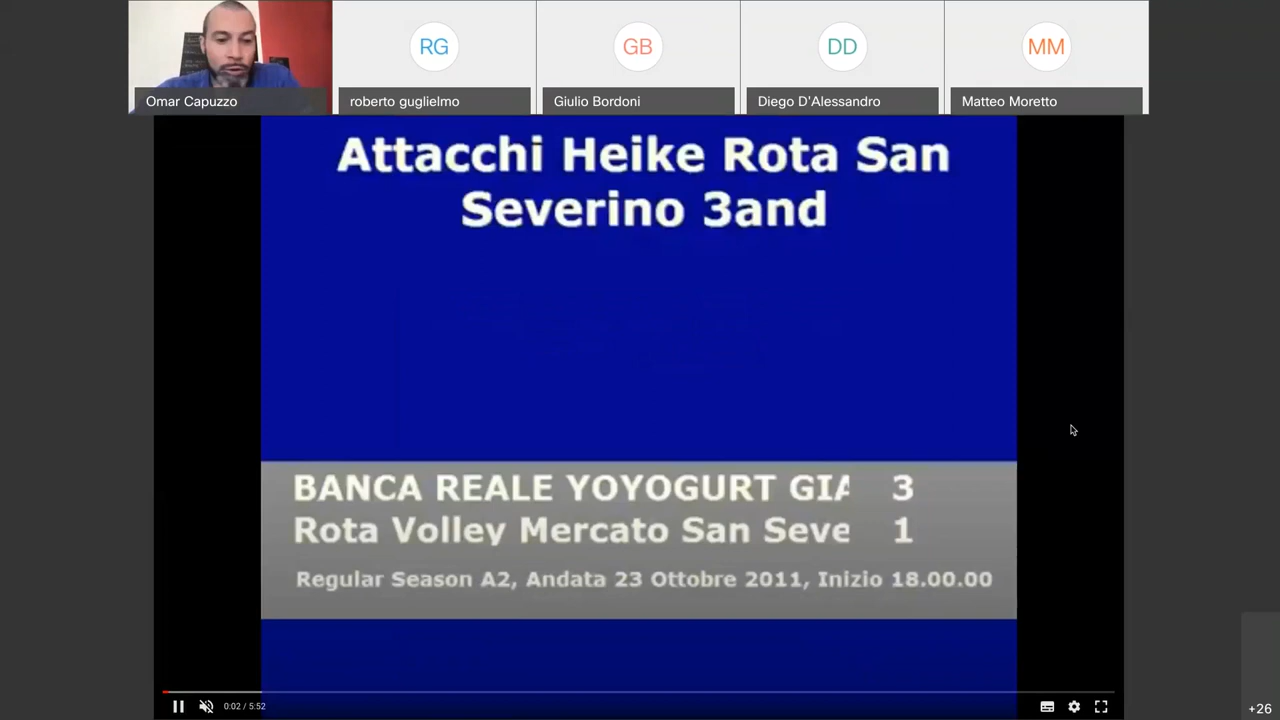 RG
GB
DD
MM
Omar Capuzzo
roberto guglielmo
Giulio Bordoni
Diego D'Alessandro
Matteo Moretto
Attacchi Heike Rota San
Severino 3and
BANCA REALE YOYOGURT GIA 3
Rota Volley Mercato San Seve 1
Regular Season A2, Andata 23 Ottobre 2011, Inizio 18.00.00
0:02 / 5:52
+26